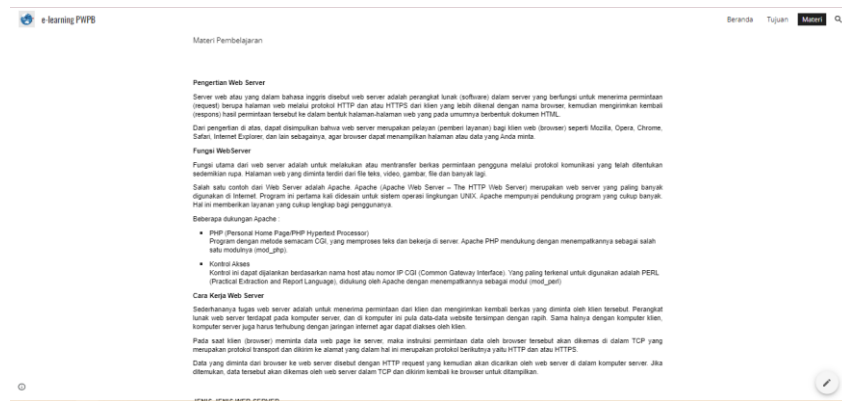 e-learning PWPB
Beranda Tujuan Materi
Materi Pembelajaran
Pengertian Web Server
Server web atau yang dalam bahasa inggris disebut web server adalah perangkat lunak (software) dalam server yang berfungsi untuk menerima permintaan
(request) berupa halaman web melalui protokol HTTP dan atau HTTPS dari klien yang lebih dikenal dengan nama browser, kemudian mengirimkan kembali
(respons) hasil permintaan tersebut ke dalam bentuk halaman-halaman web yang pada umumnya berbentuk dokumen HTML.
Dari pengertian di atas, dapat disimpulkan bahwa web server merupakan pelayan (pemberi layanan) bagi klien web (browser) seperti Mozilla, Opera, Chrome,
Safari, Internet Explorer, dan lain sebagainya, agar browser dapat menampilkan halaman atau data yang Anda minta.
Fungsi WebServer
Fungsi utama dari web server adalah untuk melakukan atau mentransfer berkas permintaan pengguna melalui protokol komunikasi yang telah ditentukan
sedemikian rupa. Halaman web yang diminta terdiri dari file teks, video, gambar, file dan banyak lagi.
Salah satu contoh dari Web Server adalah Apache. Apache (Apache Web Server – The HTTP Web Server) merupakan web server yang paling banyak
digunakan di Internet. Program ini pertama kali didesain untuk sistem operasi lingkungan UNIX. Apache mempunyai pendukung program yang cukup banyak.
Hal ini memberikan layanan yang cukup lengkap bagi penggunanya.
Beberapa dukungan Apache :
▪ PHP (Personal Home Page/PHP Hypertext Processor)
Program dengan metode semacam CGI, yang memproses teks dan bekerja di server. Apache PHP mendukung dengan menempatkannya sebagai salah
satu modulnya (mod_php).
▪ Kontrol Akses
Kontrol ini dapat dijalankan berdasarkan nama host atau nomor IP CGI (Common Gateway Interface). Yang paling terkenal untuk digunakan adalah PERL
(Practical Extraction and Report Language), didukung oleh Apache dengan menempatkannya sebagai modul (mod_perl)
Cara Kerja Web Server
Sederhananya tugas web server adalah untuk menerima permintaan dari klien dan mengirimkan kembali berkas yang diminta oleh klien tersebut. Perangkat
lunak web server terdapat pada komputer server, dan di komputer ini pula data-data website tersimpan dengan rapih. Sama halnya dengan komputer klien,
komputer server juga harus terhubung dengan jaringan internet agar dapat diakses oleh klien.
Pada saat klien (browser) meminta data web page ke server, maka instruksi permintaan data oleh browser tersebut akan dikemas di dalam TCP yang
merupakan protokol transport dan dikirim ke alamat yang dalam hal ini merupakan protokol berikutnya yaitu HTTP dan atau HTTPS.
Data yang diminta dari browser ke web server disebut dengan HTTP request yang kemudian akan dicarikan oleh web server di dalam komputer server. Jika
ditemukan, data tersebut akan dikemas oleh web server dalam TCP dan dikirim kembali ke browser untuk ditampilkan.
JENIS-JENIS WEB SERVER